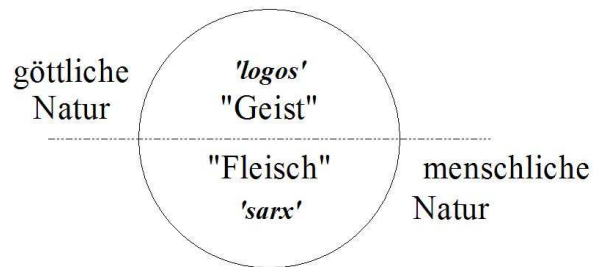 göttliche
Natur
'logos'
"Geist"
"Fleisch"
'sarx'
menschliche
Natur